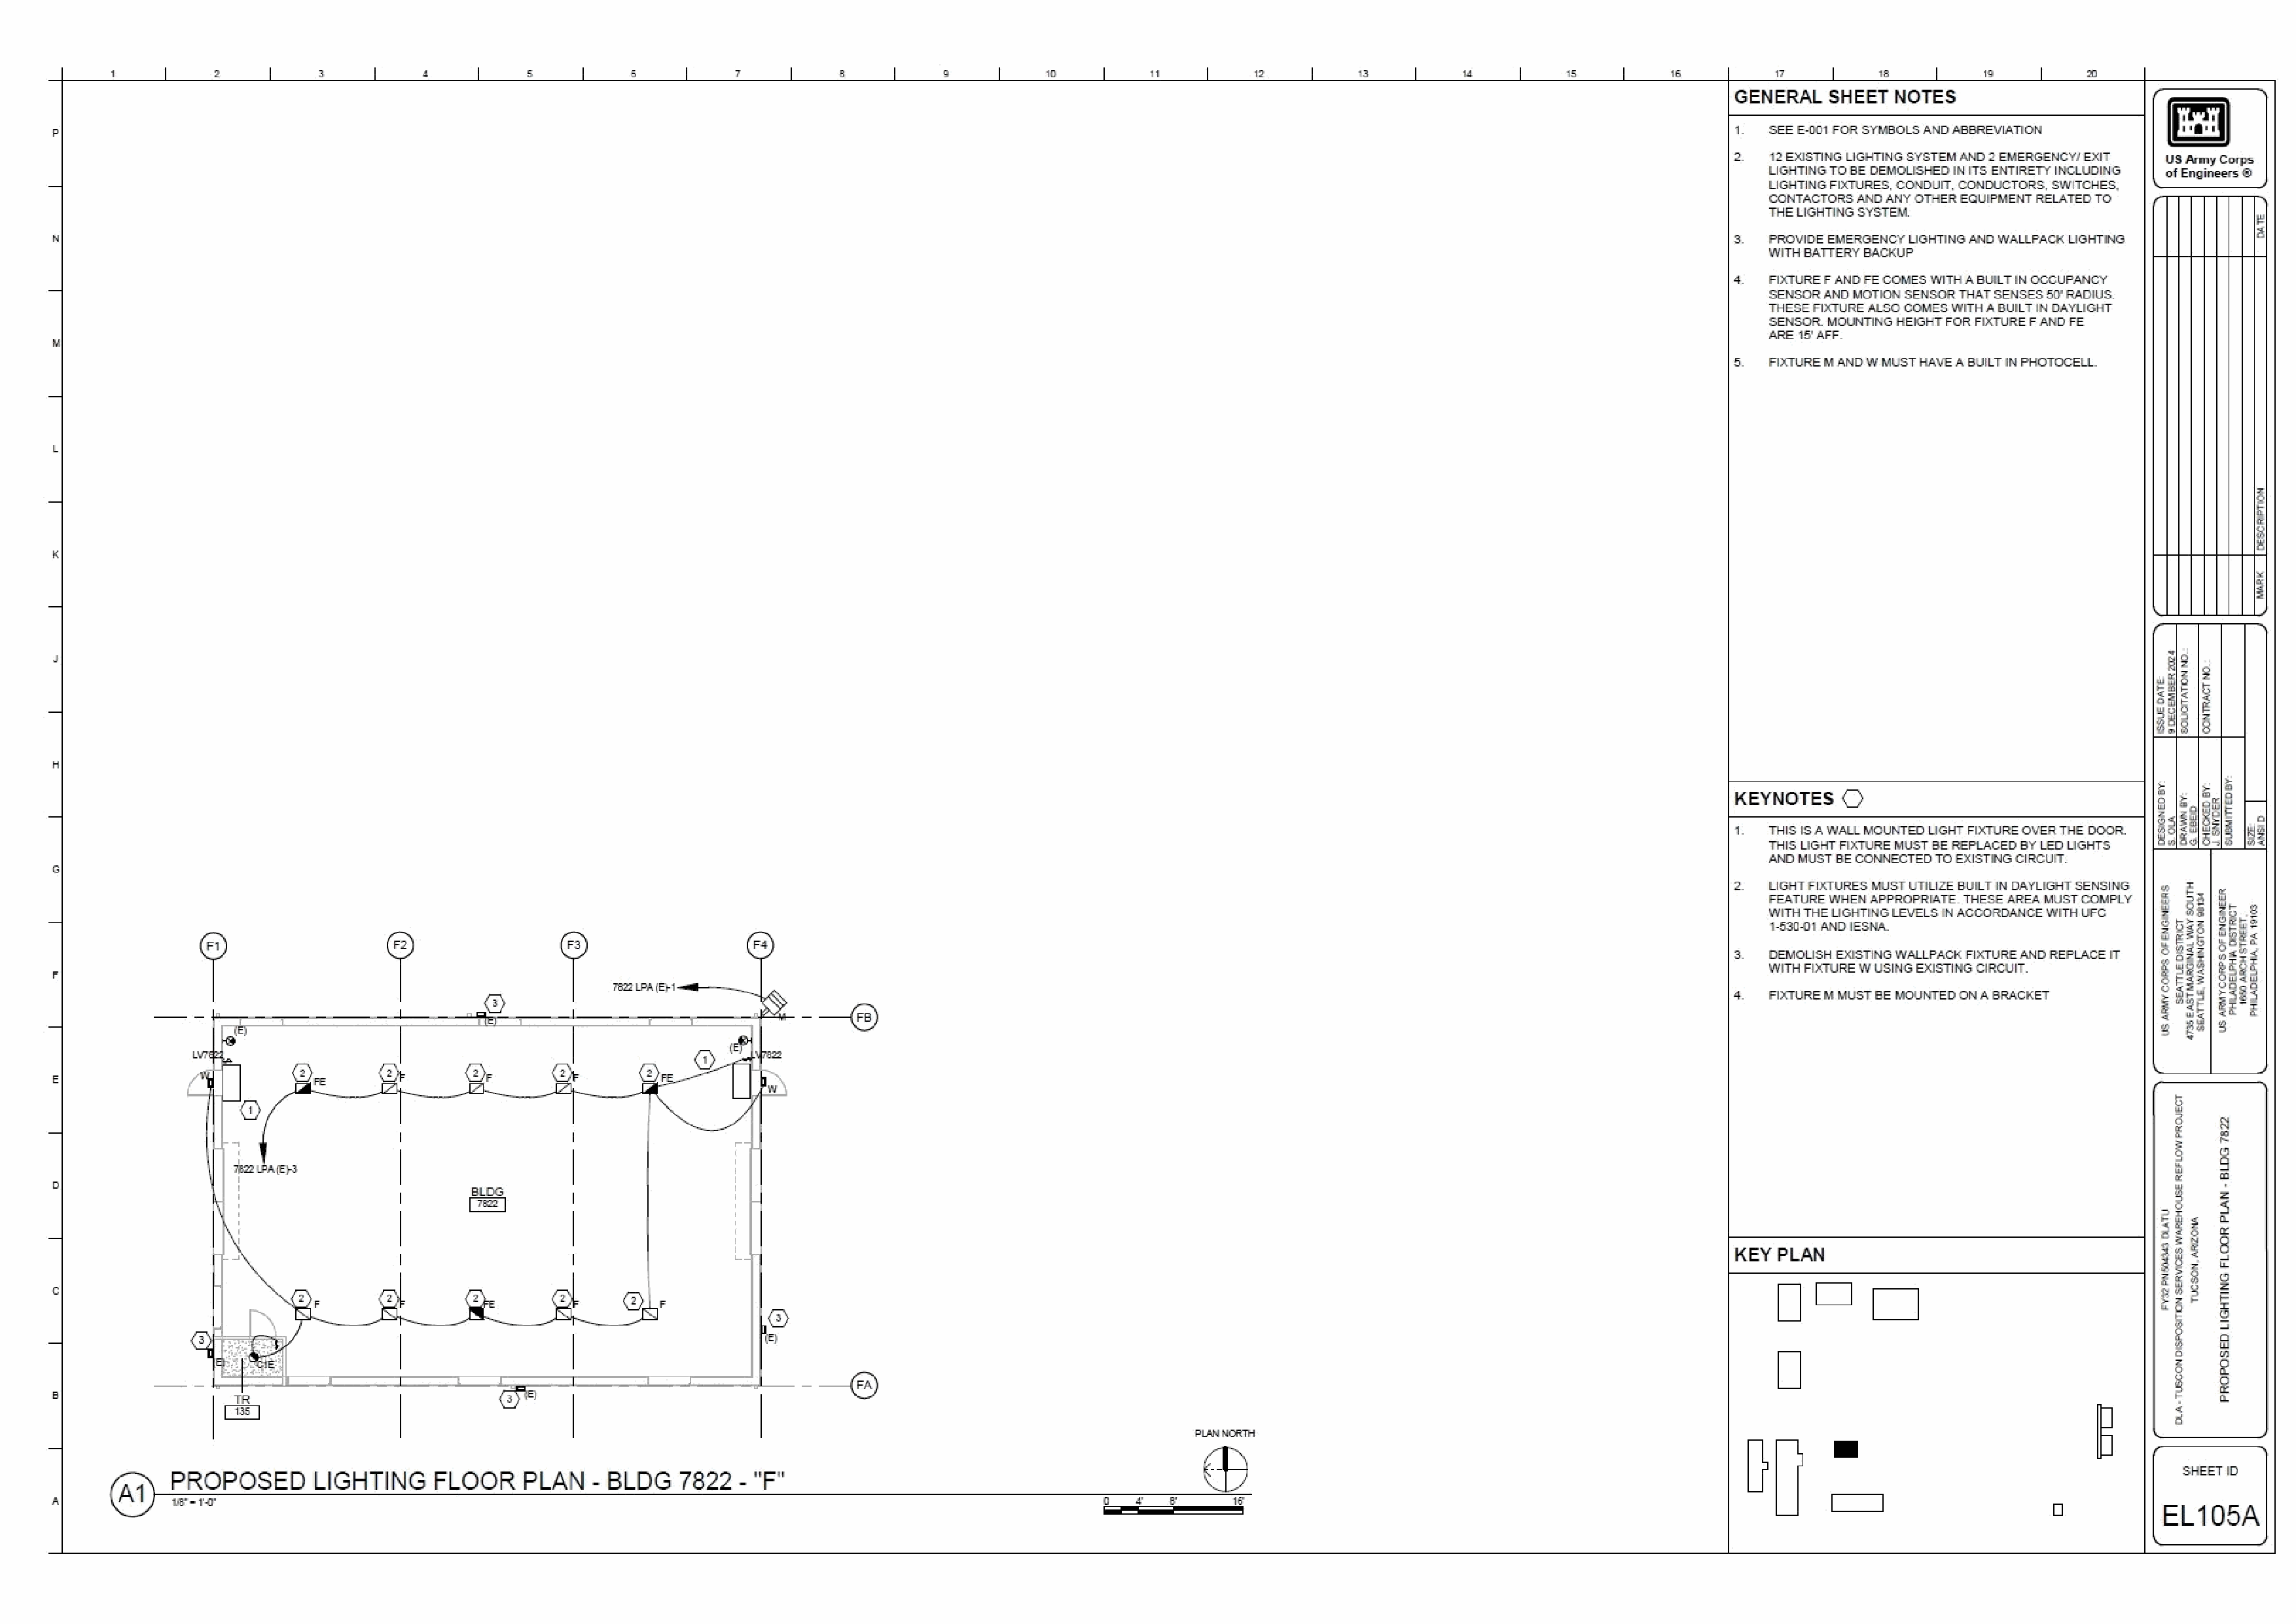 1 2 3 4 5 6 7 8 9 10 11 12 13 14 15 16 17 18 19 20
P
N
M
L
K
J
H
G
F
E
D
C
B
A
GENERAL SHEET NOTES
1. SEE E-001 FOR SYMBOLS AND ABBREVIATION
2. 12 EXISTING LIGHTING SYSTEM AND 2 EMERGENCY/ EXIT
LIGHTING TO BE DEMOLISHED IN ITS ENTIRETY INCLUDING
LIGHTING FIXTURES, CONDUIT, CONDUCTORS, SWITCHES,
CONTACTORS AND ANY OTHER EQUIPMENT RELATED TO
THE LIGHTING SYSTEM.
3. PROVIDE EMERGENCY LIGHTING AND WALLPACK LIGHTING
WITH BATTERY BACKUP
4. FIXTURE F AND FE COMES WITH A BUILT IN OCCUPANCY
SENSOR AND MOTION SENSOR THAT SENSES 50' RADIUS.
THESE FIXTURE ALSO COMES WITH A BUILT IN DAYLIGHT
SENSOR. MOUNTING HEIGHT FOR FIXTURE F AND FE
ARE 15' AFF.
5. FIXTURE M AND W MUST HAVE A BUILT IN PHOTOCELL.
KEYNOTES
1. THIS IS A WALL MOUNTED LIGHT FIXTURE OVER THE DOOR.
THIS LIGHT FIXTURE MUST BE REPLACED BY LED LIGHTS
AND MUST BE CONNECTED TO EXISTING CIRCUIT.
2. LIGHT FIXTURES MUST UTILIZE BUILT IN DAYLIGHT SENSING
FEATURE WHEN APPROPRIATE. THESE AREA MUST COMPLY
WITH THE LIGHTING LEVELS IN ACCORDANCE WITH UFC
1-530-01 AND IESNA.
3. DEMOLISH EXISTING WALLPACK FIXTURE AND REPLACE IT
WITH FIXTURE W USING EXISTING CIRCUIT.
4. FIXTURE M MUST BE MOUNTED ON A BRACKET
KEY PLAN
F1 F2 F3 F4
7822 LPA (E)-1
3
(E)
M
FB
(E)
(E)
LV7822
LV7822
1
W
2 FE 2 F 2 F 2 F 2 FE
W
1
7822 LPA (E)-3
BLDG
7822
2 F 2 F 2 FE 2 F 2 F
3
(E)
3
E)
C1E
FA
3 (E)
TR
135
PLAN NORTH
A1
PROPOSED LIGHTING FLOOR PLAN - BLDG 7822 - "F"
1/8" = 1'-0"
0 4' 8' 16'
US Army Corps
of Engineers ®
DATE
DESCRIPTION
MARK
ISSUE DATE:
9 DECEMBER 2024
SOLICITATION NO.:
CONTRACT NO.:
DESIGNED BY:
S. OLA
DRAWN BY:
G. EBEID
CHECKED BY:
J. SNYDER
SUBMITTED BY:
SIZE:
ANSI D
US ARMY CORPS OF ENGINEERS
SEATTLE DISTRICT
4735 EAST MARGINAL WAY SOUTH
SEATTLE, WASHINGTON 98134
US ARMY CORPS OF ENGINEER
PHILADELPHIA DISTRICT
1650 ARCH STREET,
PHILADELPHIA, PA 19103
FY32 PN504343 DLATU
DLA - TUSCON DISPOSITION SERVICES WAREHOUSE REFLOW PROJECT
TUCSON, ARIZONA
PROPOSED LIGHTING FLOOR PLAN - BLDG 7822
SHEET ID
EL105A